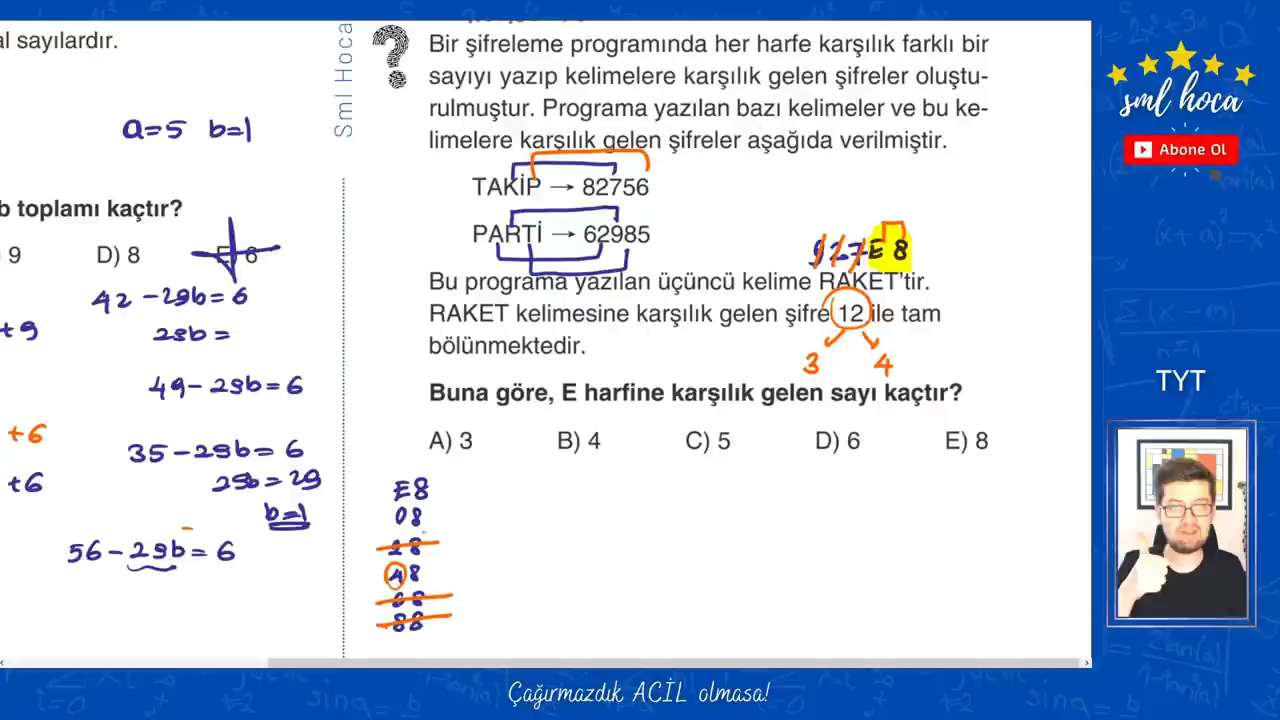 al sayılardır.
a=5 b=1
b toplamı kaçtır?
9 D) 8 E) 6
42 - 29b = 6
+9 29b =
49 - 29b = 6
+6 35 - 29b = 6
+6 29b = 29
b=1
56 - 29b = 6
Sml Hoca
Bir şifreleme programında her harfe karşılık farklı bir
sayıyı yazıp kelimelere karşılık gelen şifreler oluştu-
rulmuştur. Programa yazılan bazı kelimeler ve bu ke-
limelere karşılık gelen şifreler aşağıda verilmiştir.
TAKİP → 82756
PARTİ → 62985
927E8
Bu programa yazılan üçüncü kelime RAKET'tir.
RAKET kelimesine karşılık gelen şifre 12 ile tam
bölünmektedir.
3 4
Buna göre, E harfine karşılık gelen sayı kaçtır?
A) 3 B) 4 C) 5 D) 6 E) 8
E8
08
28
48
68
88
sml hoca
Abone Ol
TYT
Çağırmazdık ACİL olmasa!